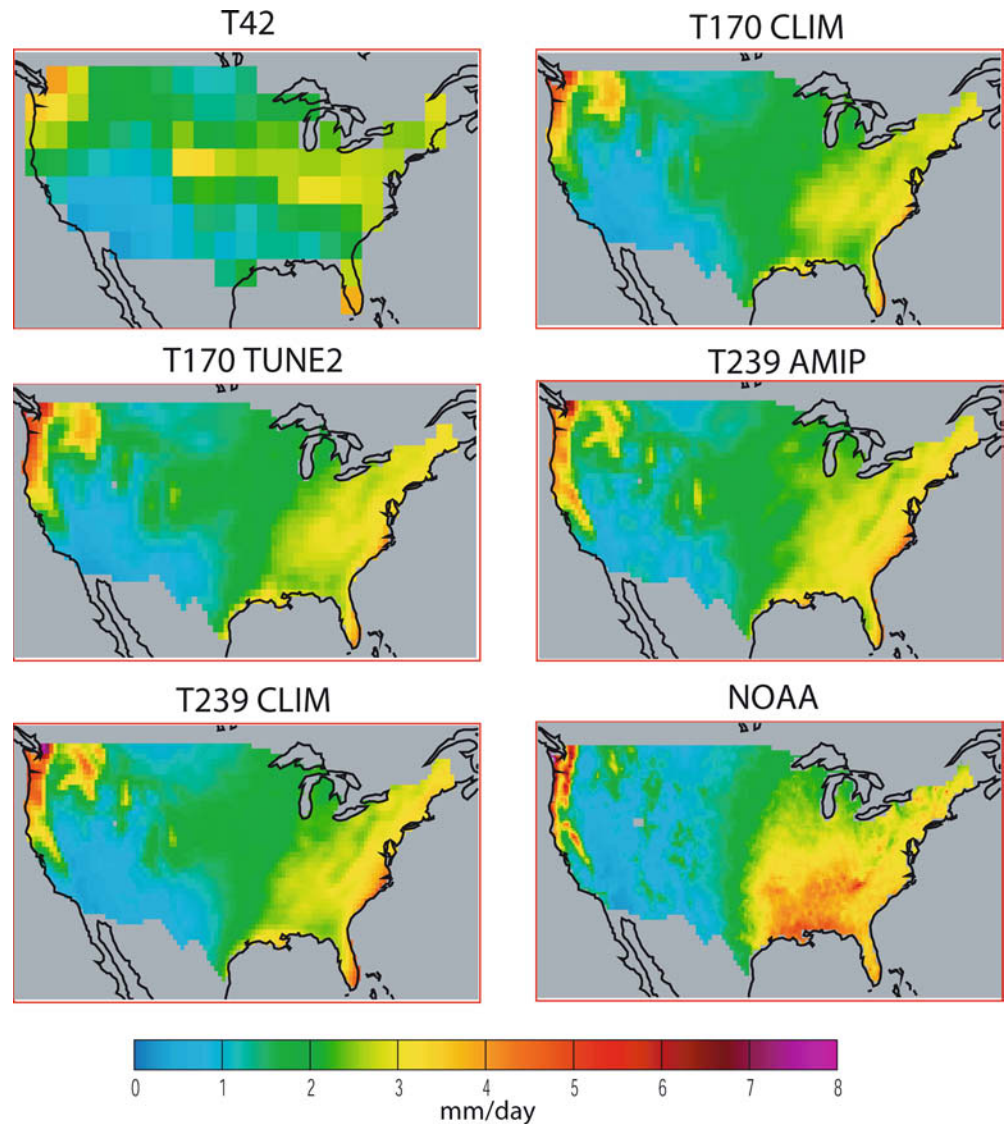 T42
T170 CLIM
T170 TUNE2
T239 AMIP
T239 CLIM
NOAA
0 1 2 3 4 5 6 7 8
mm/day